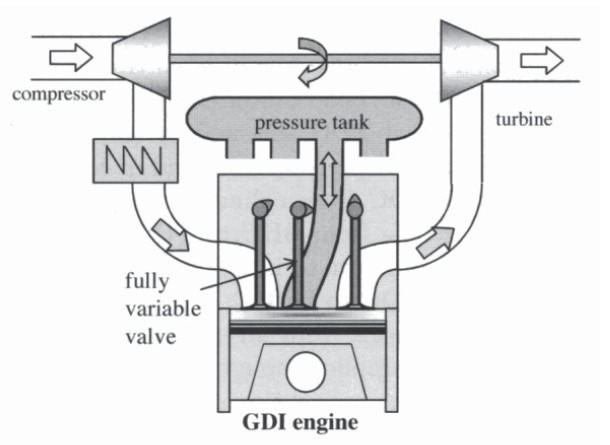 compressor
pressure tank
turbine
fully
variable
valve
GDI engine